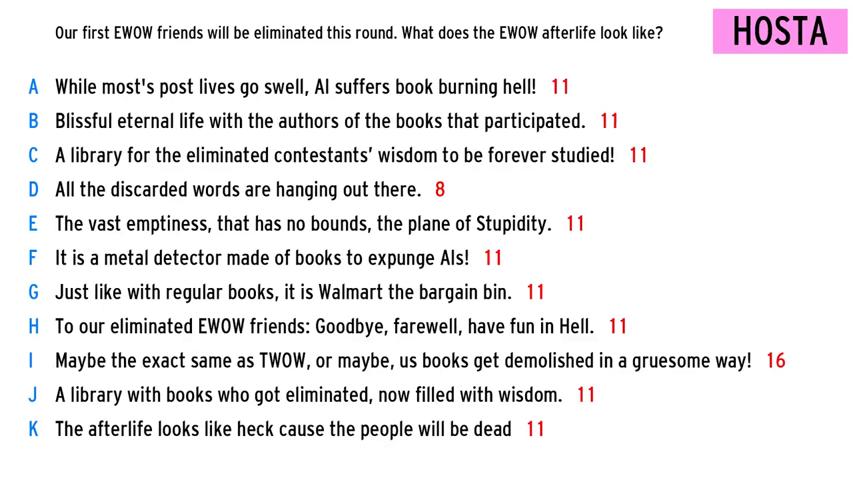 Our first EWOW friends will be eliminated this round. What does the EWOW afterlife look like?
HOSTA
A While most's post lives go swell, AI suffers book burning hell! 11
B Blissful eternal life with the authors of the books that participated. 11
C A library for the eliminated contestants’ wisdom to be forever studied! 11
D All the discarded words are hanging out there. 8
E The vast emptiness, that has no bounds, the plane of Stupidity. 11
F It is a metal detector made of books to expunge AIs! 11
G Just like with regular books, it is Walmart the bargain bin. 11
H To our eliminated EWOW friends: Goodbye, farewell, have fun in Hell. 11
I Maybe the exact same as TWOW, or maybe, us books get demolished in a gruesome way! 16
J A library with books who got eliminated, now filled with wisdom. 11
K The afterlife looks like heck cause the people will be dead 11